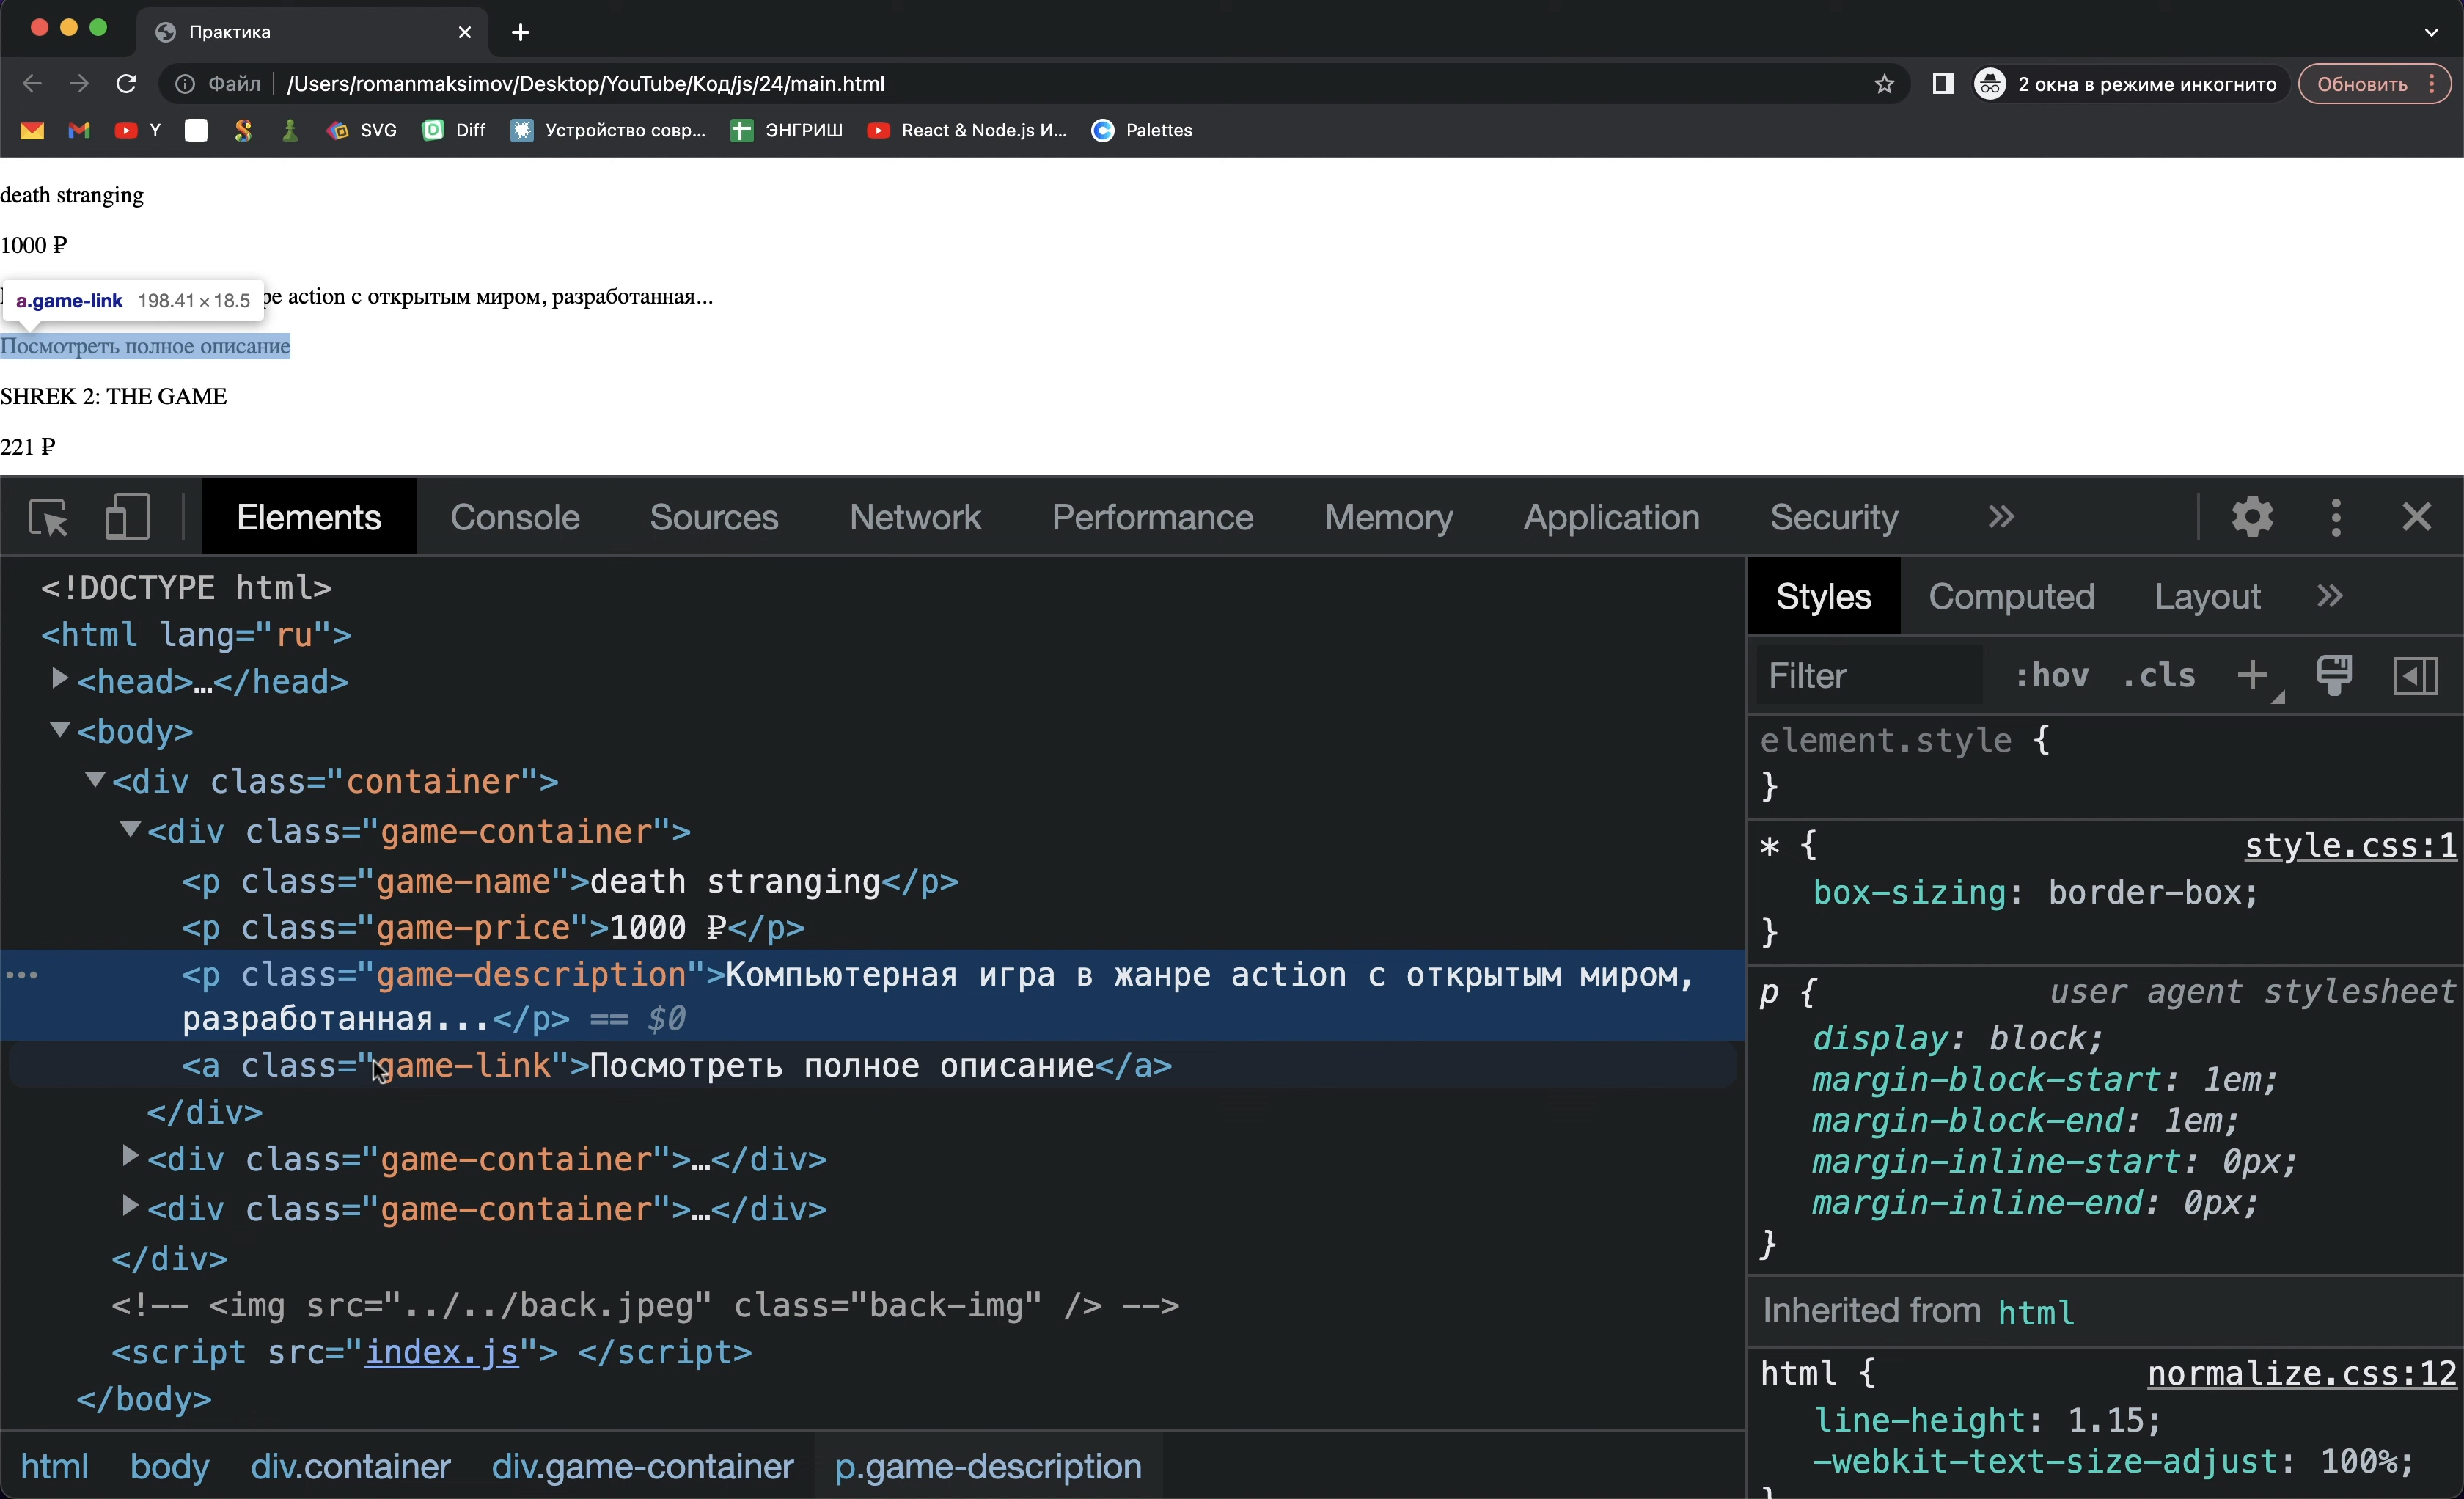 Практика
Файл /Users/romanmaksimov/Desktop/YouTube/Код/js/24/main.html
2 окна в режиме инкогнито
Обновить
Y SVG Diff Устройство совр... ЭНГРИШ React & Node.js И... Palettes
death stranging
1000 ₽
a.game-link 198.41 × 18.5
ре action с открытым миром, разработанная...
Посмотреть полное описание
SHREK 2: THE GAME
221 ₽
Elements Console Sources Network Performance Memory Application Security
<!DOCTYPE html>
<html lang="ru">
<head>…</head>
<body>
<div class="container">
<div class="game-container">
<p class="game-name">death stranging</p>
<p class="game-price">1000 ₽</p>
<p class="game-description">Компьютерная игра в жанре action с открытым миром,
разработанная...</p> == $0
<a class="game-link">Посмотреть полное описание</a>
</div>
<div class="game-container">…</div>
<div class="game-container">…</div>
</div>
<!-- <img src="../../back.jpeg" class="back-img" /> -->
<script src="index.js"> </script>
</body>
html body div.container div.game-container p.game-description
Styles Computed Layout
Filter :hov .cls
element.style {
}
* { style.css:1
box-sizing: border-box;
}
p { user agent stylesheet
display: block;
margin-block-start: 1em;
margin-block-end: 1em;
margin-inline-start: 0px;
margin-inline-end: 0px;
}
Inherited from html
html { normalize.css:12
line-height: 1.15;
-webkit-text-size-adjust: 100%;
}